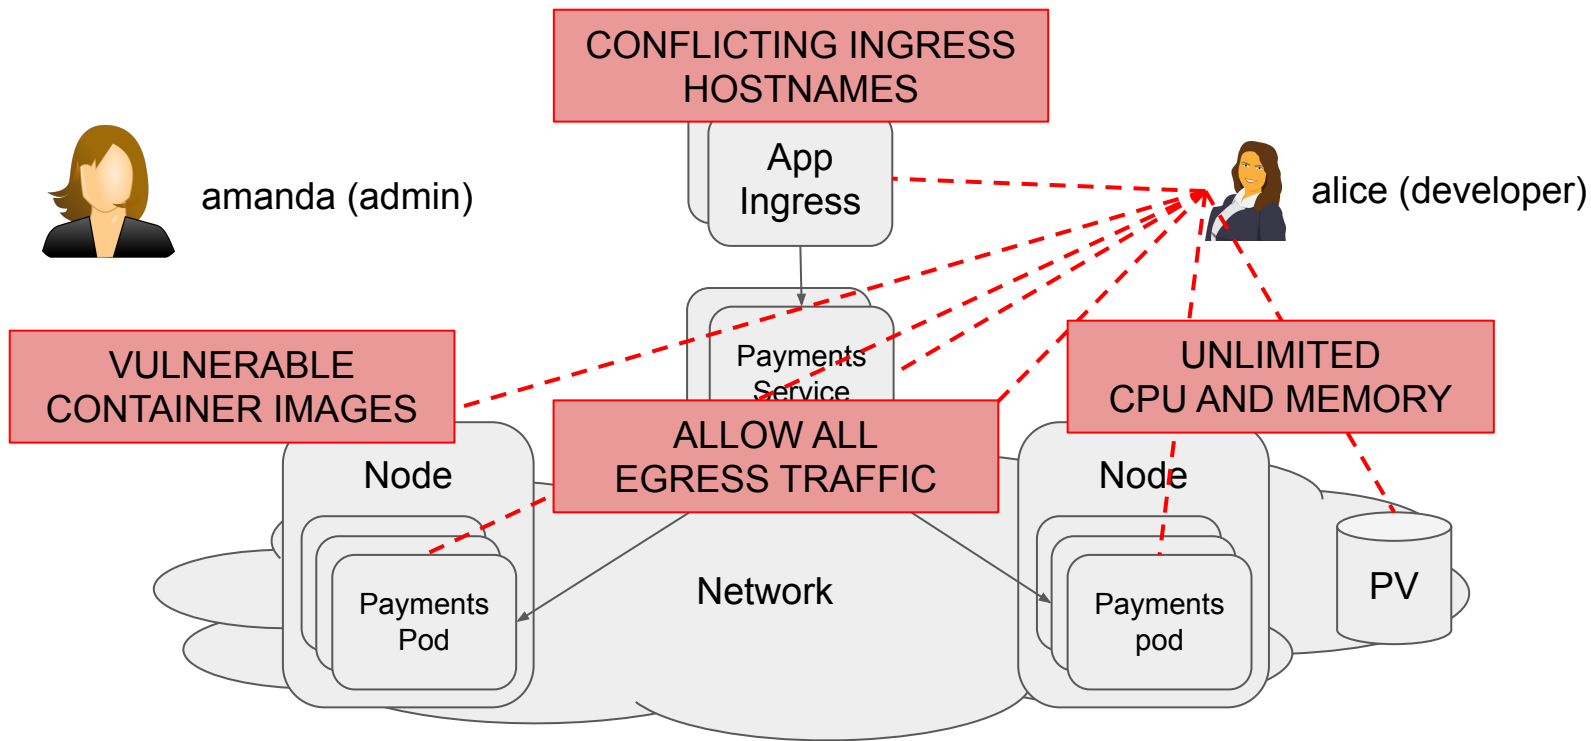 CONFLICTING INGRESS
HOSTNAMES
amanda (admin)
App
Ingress
alice (developer)
Payments
Service
VULNERABLE
CONTAINER IMAGES
ALLOW ALL
EGRESS TRAFFIC
UNLIMITED
CPU AND MEMORY
Node
Node
Network
Payments
Pod
Payments
pod
PV